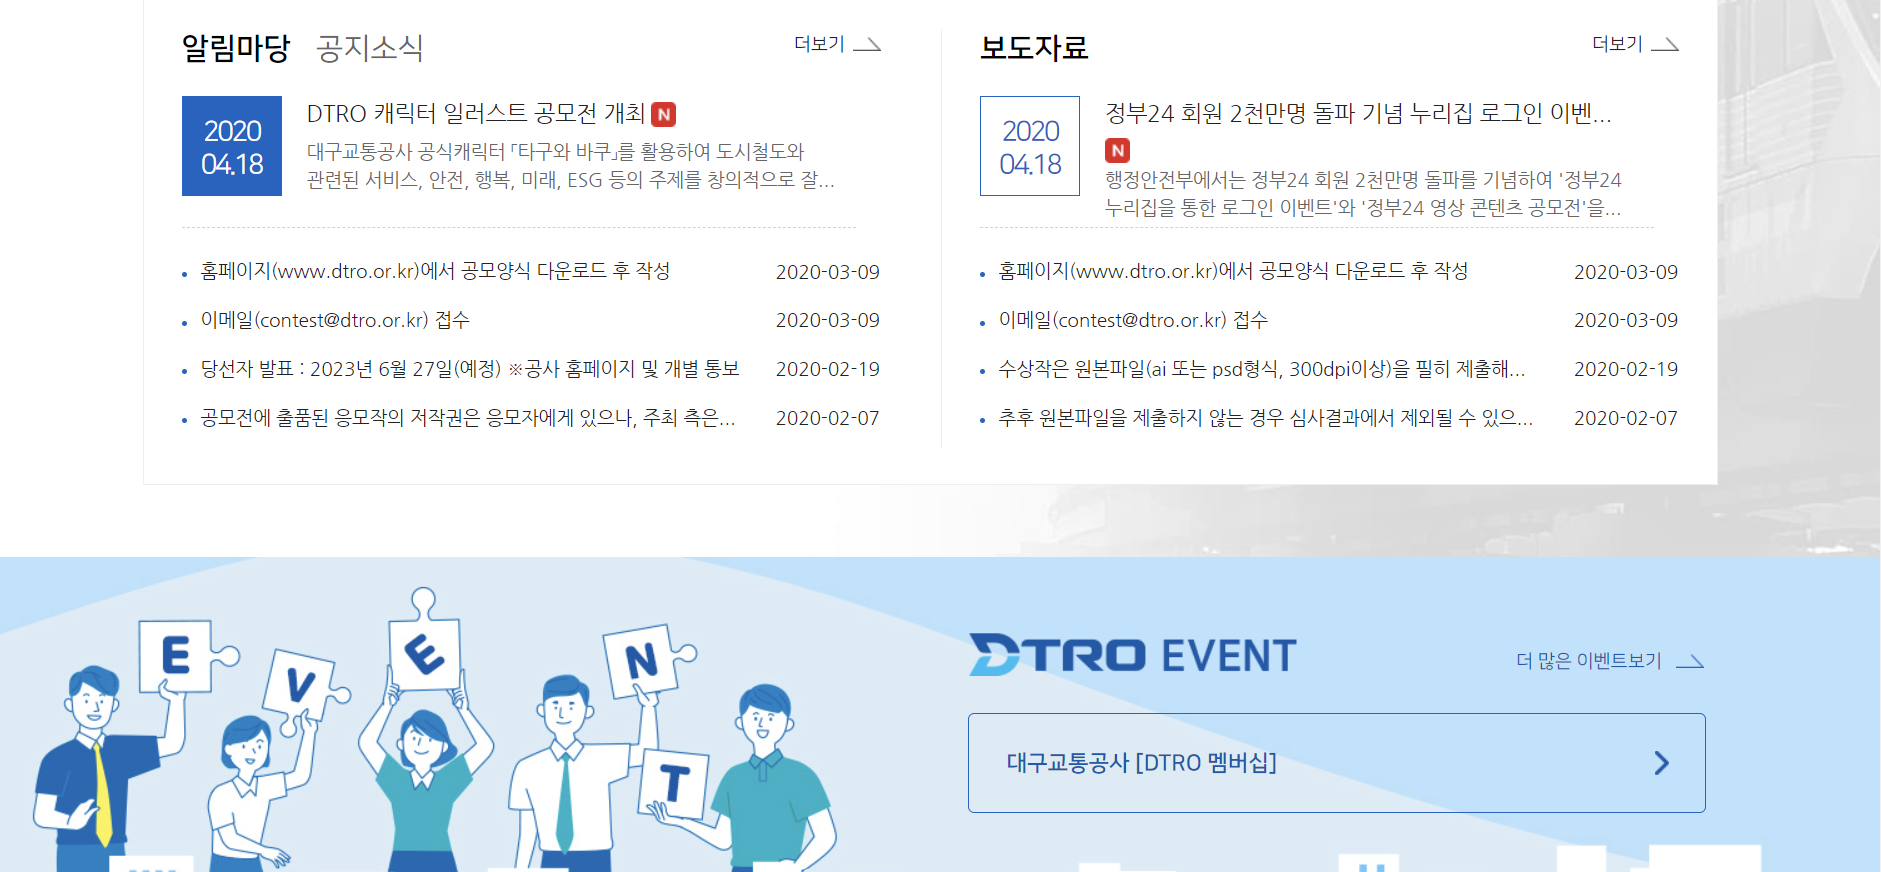 알림마당 공지소식 더보기
2020
04.18
DTRO 캐릭터 일러스트 공모전 개최 N
대구교통공사 공식캐릭터 ｢타구와 바쿠｣를 활용하여 도시철도와
관련된 서비스, 안전, 행복, 미래, ESG 등의 주제를 창의적으로 잘...
홈페이지(www.dtro.or.kr)에서 공모양식 다운로드 후 작성 2020-03-09
이메일(contest@dtro.or.kr) 접수 2020-03-09
당선자 발표 : 2023년 6월 27일(예정) ※공사 홈페이지 및 개별 통보 2020-02-19
공모전에 출품된 응모작의 저작권은 응모자에게 있으나, 주최 측은... 2020-02-07
보도자료 더보기
2020
04.18
정부24 회원 2천만명 돌파 기념 누리집 로그인 이벤...
N
행정안전부에서는 정부24 회원 2천만명 돌파를 기념하여 '정부24
누리집을 통한 로그인 이벤트'와 '정부24 영상 콘텐츠 공모전'을...
홈페이지(www.dtro.or.kr)에서 공모양식 다운로드 후 작성 2020-03-09
이메일(contest@dtro.or.kr) 접수 2020-03-09
수상작은 원본파일(ai 또는 psd형식, 300dpi이상)을 필히 제출해... 2020-02-19
추후 원본파일을 제출하지 않는 경우 심사결과에서 제외될 수 있으... 2020-02-07
EVENT
DTRO EVENT 더 많은 이벤트보기
대구교통공사 [DTRO 멤버십]